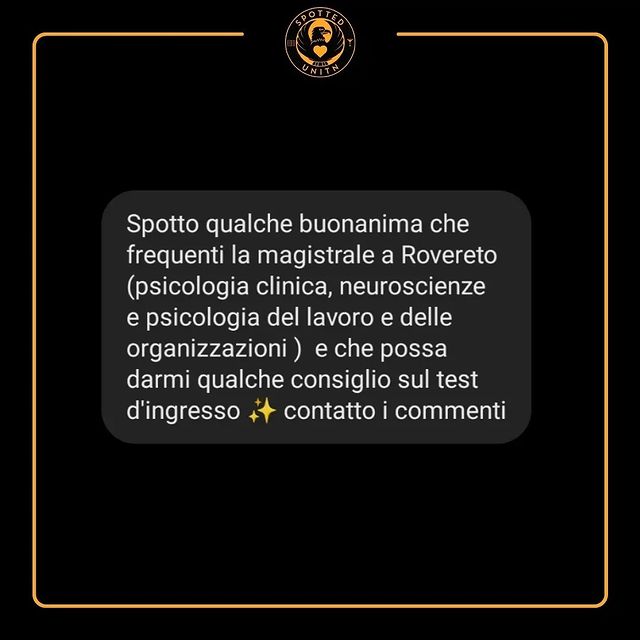 SPOTTED
UNITN
Spotto qualche buonanima che
frequenti la magistrale a Rovereto
(psicologia clinica, neuroscienze
e psicologia del lavoro e delle
organizzazioni )  e che possa
darmi qualche consiglio sul test
d'ingresso ✨ contatto i commenti